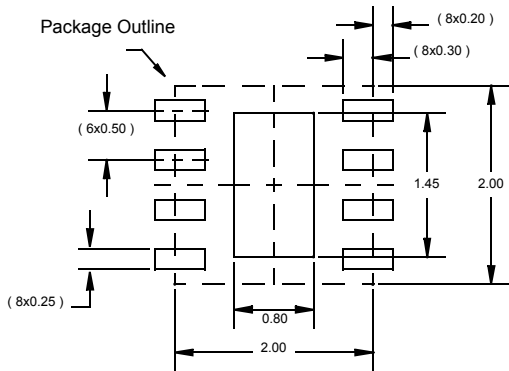 ( 8x0.20 )
Package Outline
( 8x0.30 )
( 6x0.50 )
1.45
2.00
( 8x0.25 )
0.80
2.00